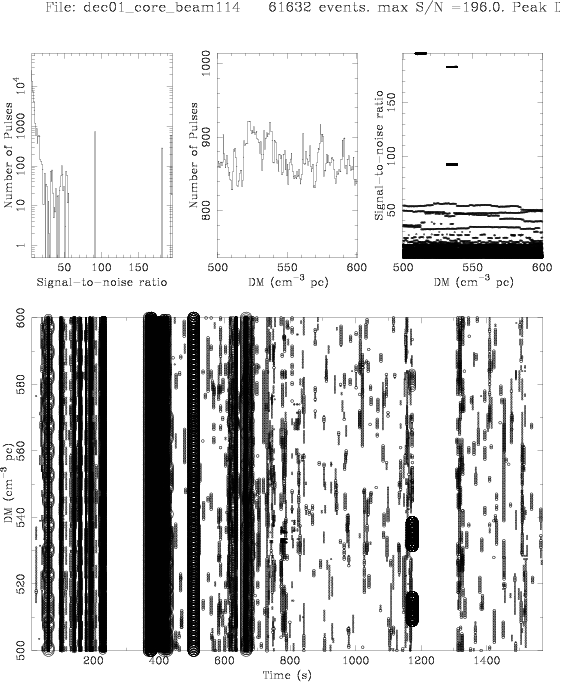 File: dec01_core_beam114 61632 events. max S/N =196.0. Peak D
Number of Pulses
1 10 100 1000 10⁴
50 100 150
Signal-to-noise ratio
Number of Pulses
800 900 1000
500 550 600
DM (cm⁻³ pc)
Signal-to-noise ratio
50 100 150
500 550 600
DM (cm⁻³ pc)
DM (cm⁻³ pc)
500 520 540 560 580 600
200 400 600 800 1000 1200 1400
Time (s)